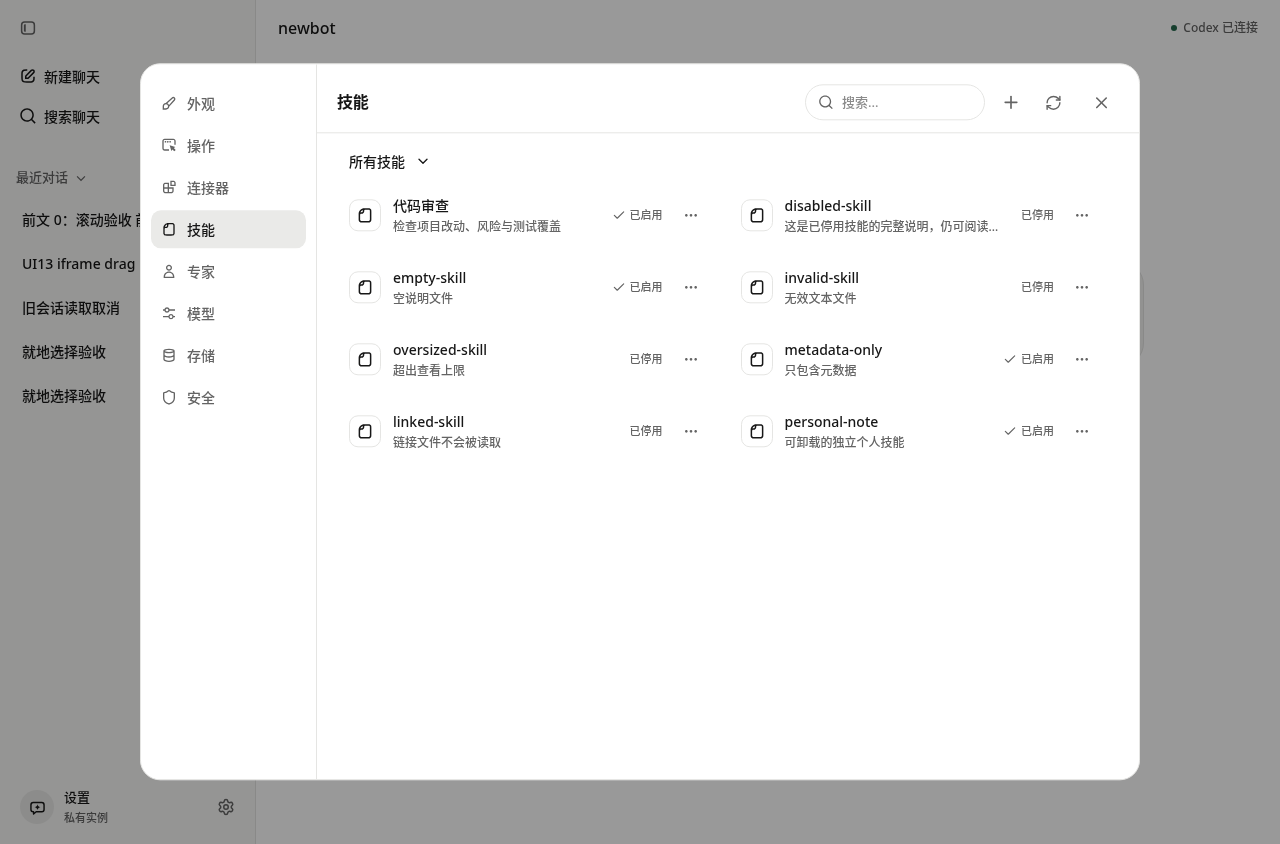 newbot
Codex 已连接
新建聊天
搜索聊天
最近对话
前文 0：滚动验收
UI13 iframe drag
旧会话读取取消
就地选择验收
就地选择验收
设置
私有实例
外观
操作
连接器
技能
专家
模型
存储
安全
技能
搜索...
所有技能
代码审查
检查项目改动、风险与测试覆盖
已启用
disabled-skill
这是已停用技能的完整说明，仍可阅读...
已停用
empty-skill
空说明文件
已启用
invalid-skill
无效文本文件
已停用
oversized-skill
超出查看上限
已停用
metadata-only
只包含元数据
已启用
linked-skill
链接文件不会被读取
已停用
personal-note
可卸载的独立个人技能
已启用